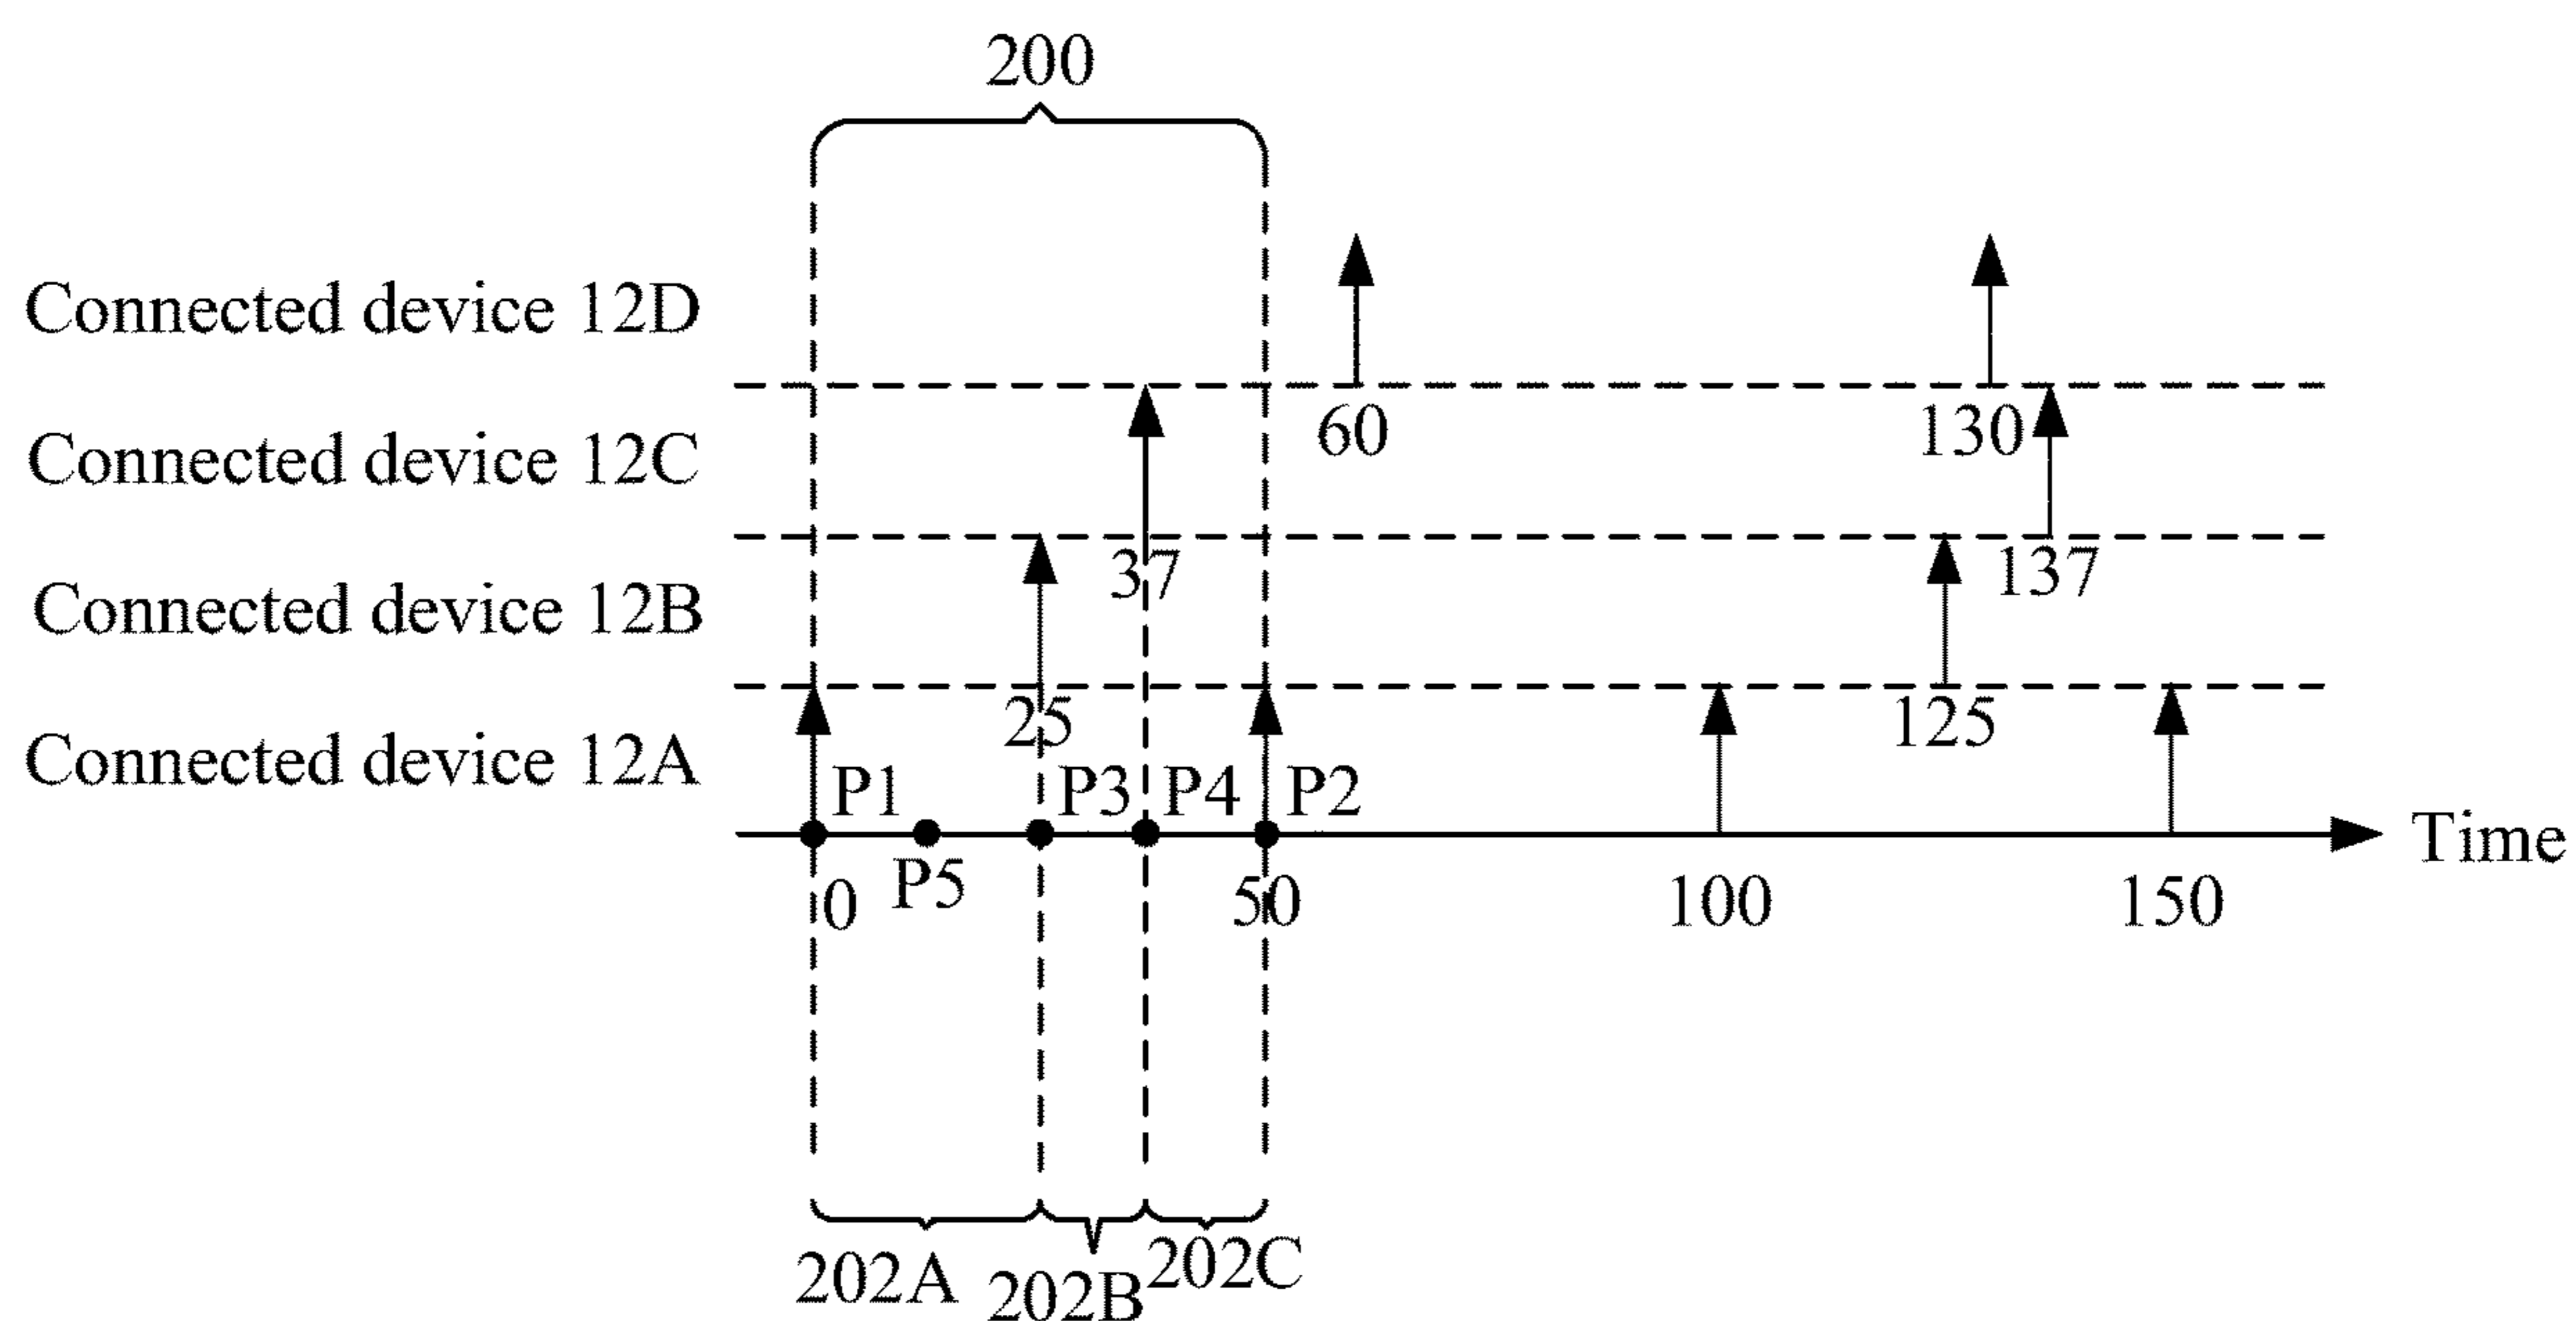 200
Connected device 12D
60
130
Connected device 12C
37
137
Connected device 12B
25
125
Connected device 12A
P1
P3
P4
P2
Time
P5
0
50
100
150
202A
202B
202C